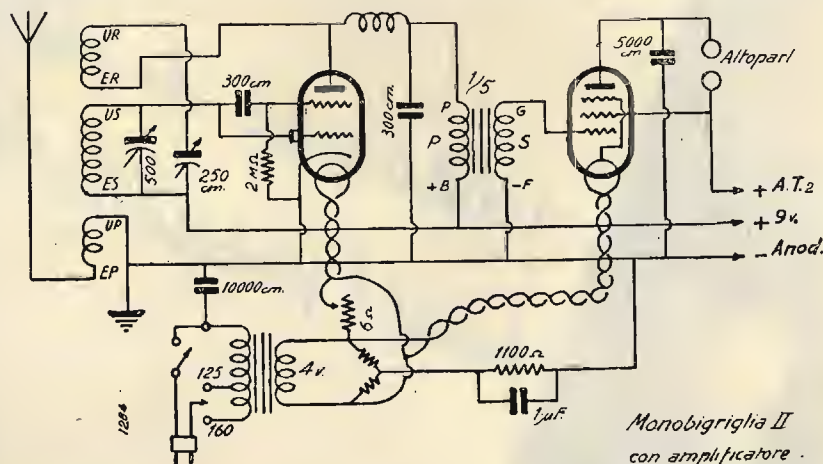 UR
ER
US
ES
UP
EP
300cm
500
250
cm.
2 MΩ
300cm
1/5
P
P
+B
G
S
-F
5000
cm
Altoparl
+ A.T.2
+ 9v.
- Anod.
10000cm.
6Ω
125
160
4v.
1100Ω
1µF.
1284
Monobigriglia II
con amplificatore.